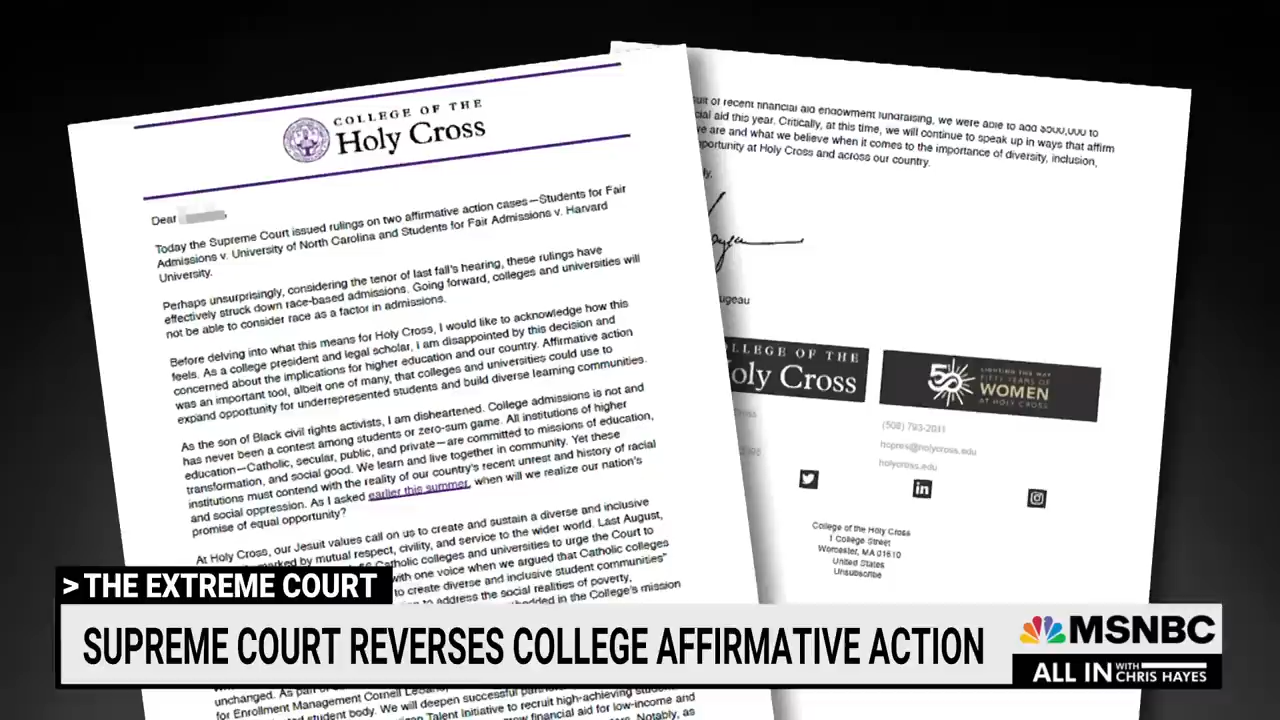 COLLEGE OF THE
Holy Cross
Dear
Today the Supreme Court issued rulings on two affirmative action cases—Students for Fair
Admissions v. University of North Carolina and Students for Fair Admissions v. Harvard
University.
Perhaps unsurprisingly, considering the tenor of last fall's hearing, these rulings have
effectively struck down race-based admissions. Going forward, colleges and universities will
not be able to consider race as a factor in admissions.
Before delving into what this means for Holy Cross, I would like to acknowledge how this
feels. As a college president and legal scholar, I am disappointed by this decision and
concerned about the implications for higher education and our country. Affirmative action
was an important tool, albeit one of many, that colleges and universities could use to
expand opportunity for underrepresented students and build diverse learning communities.
As the son of Black civil rights activists, I am disheartened. College admissions is not and
has never been a contest among students or zero-sum game. All institutions of higher
education—Catholic, secular, public, and private—are committed to missions of education,
transformation, and social good. We learn and live together in community. Yet these
institutions must contend with the reality of our country's recent unrest and history of racial
and social oppression. As I asked earlier this summer, when will we realize our nation's
promise of equal opportunity?
At Holy Cross, our Jesuit values call on us to create and sustain a diverse and inclusive
marked by mutual respect, civility, and service to the wider world. Last August,
Catholic colleges and universities to urge the Court to
with one voice when we argued that Catholic colleges
to create diverse and inclusive student communities"
to address the social realities of poverty,
in the College's mission
unchanged. As part of
for Enrollment Management Cornell
student body. We will deepen successful
Talent Initiative to recruit high-achieving
financial aid for low-income and
Notably, as
of recent financial aid endowment fundraising, we were able to add $500,000 to
aid this year. Critically, at this time, we will continue to speak up in ways that affirm
are and what we believe when it comes to the importance of diversity, inclusion,
at Holy Cross and across our country.
ugeau
LLEGE OF THE
oly Cross
50
LIGHTING THE WAY
FIFTY YEARS OF
WOMEN
AT HOLY CROSS
(508) 793-2011
hopres@holycross.edu
holycross.edu
College of the Holy Cross
1 College Street
Worcester, MA 01610
United States
Unsubscribe
> THE EXTREME COURT
SUPREME COURT REVERSES COLLEGE AFFIRMATIVE ACTION
MSNBC
ALL IN WITH CHRIS HAYES